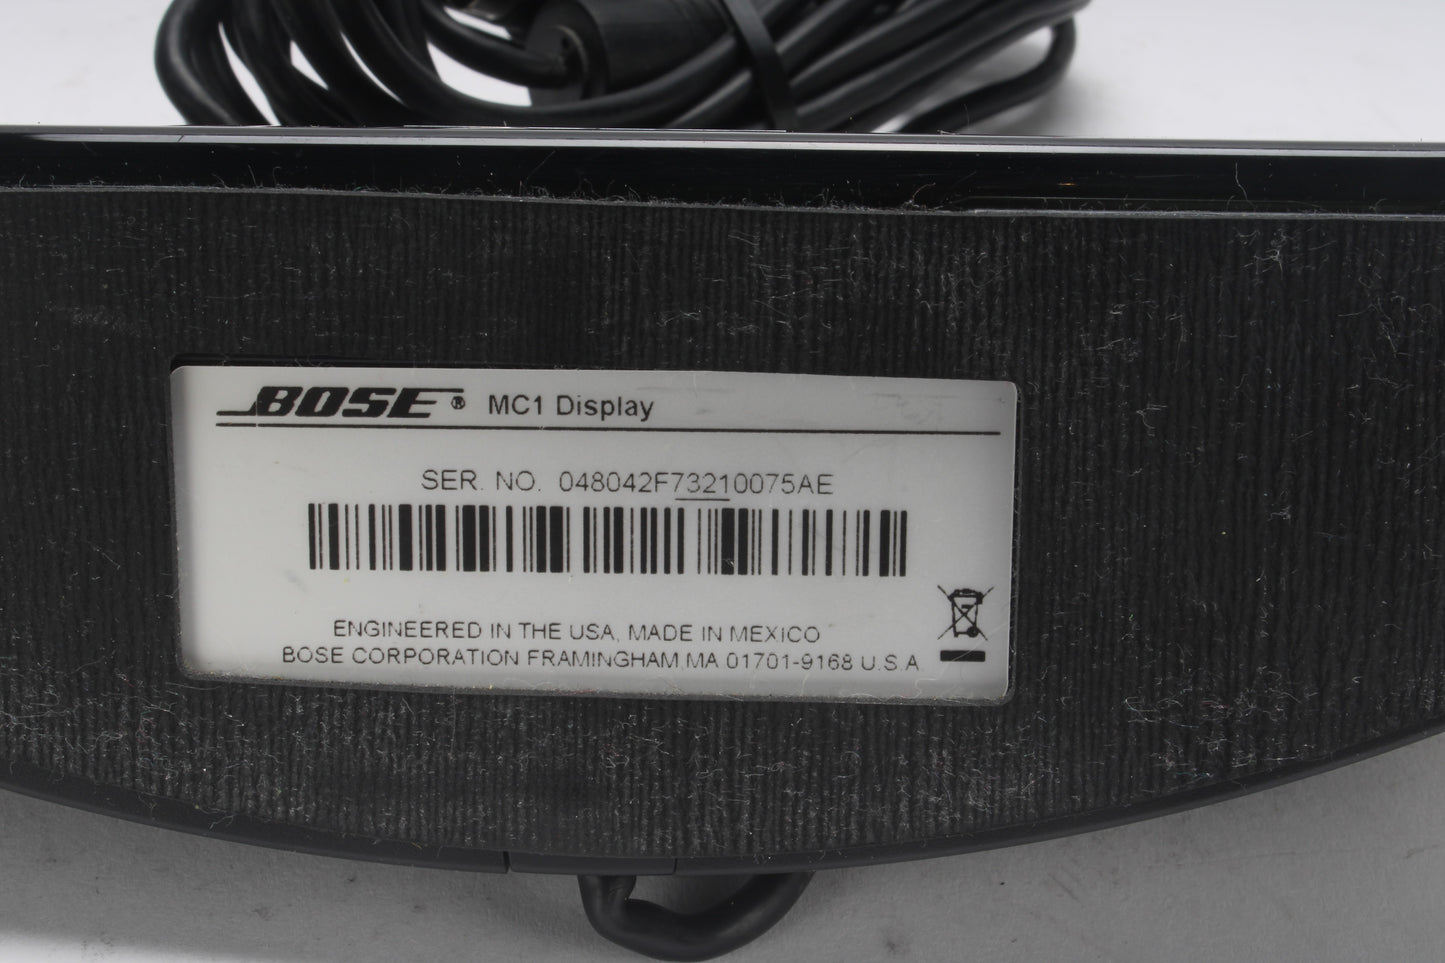 BOSE® MC1 Display
SER. NO. 048042F73210075AE
ENGINEERED IN THE USA, MADE IN MEXICO
BOSE CORPORATION FRAMINGHAM,MA 01701-9168 U.S.A